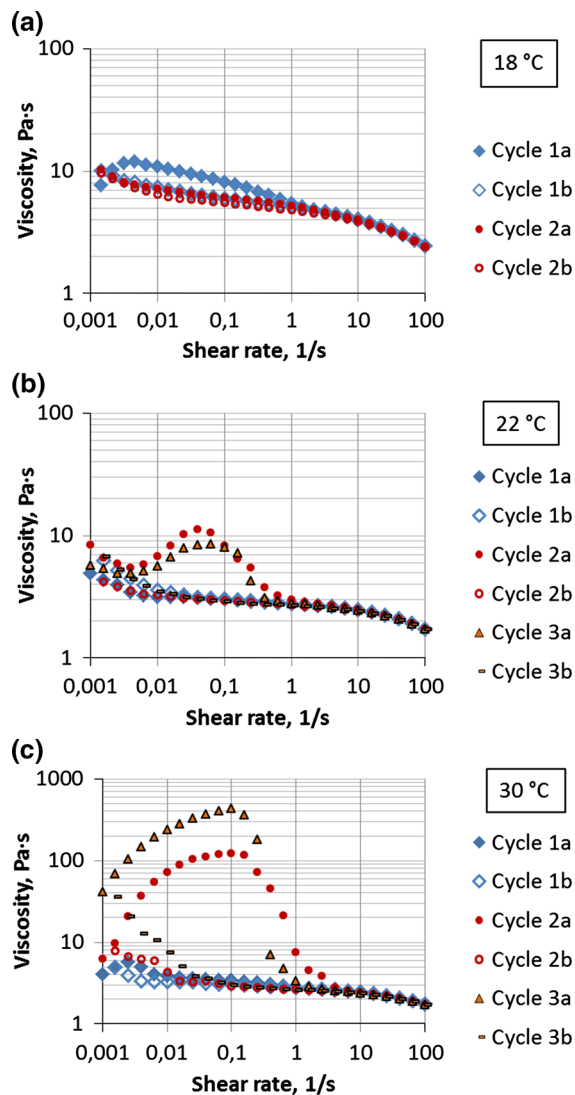 (a)
18 °C
100
10
1
Viscosity, Pa·s
0,001 0,01 0,1 1 10 100
Shear rate, 1/s
Cycle 1a
Cycle 1b
Cycle 2a
Cycle 2b
(b)
22 °C
100
10
1
Viscosity, Pa·s
0,001 0,01 0,1 1 10 100
Shear rate, 1/s
Cycle 1a
Cycle 1b
Cycle 2a
Cycle 2b
Cycle 3a
Cycle 3b
(c)
30 °C
1000
100
10
1
Viscosity, Pa·s
0,001 0,01 0,1 1 10 100
Shear rate, 1/s
Cycle 1a
Cycle 1b
Cycle 2a
Cycle 2b
Cycle 3a
Cycle 3b